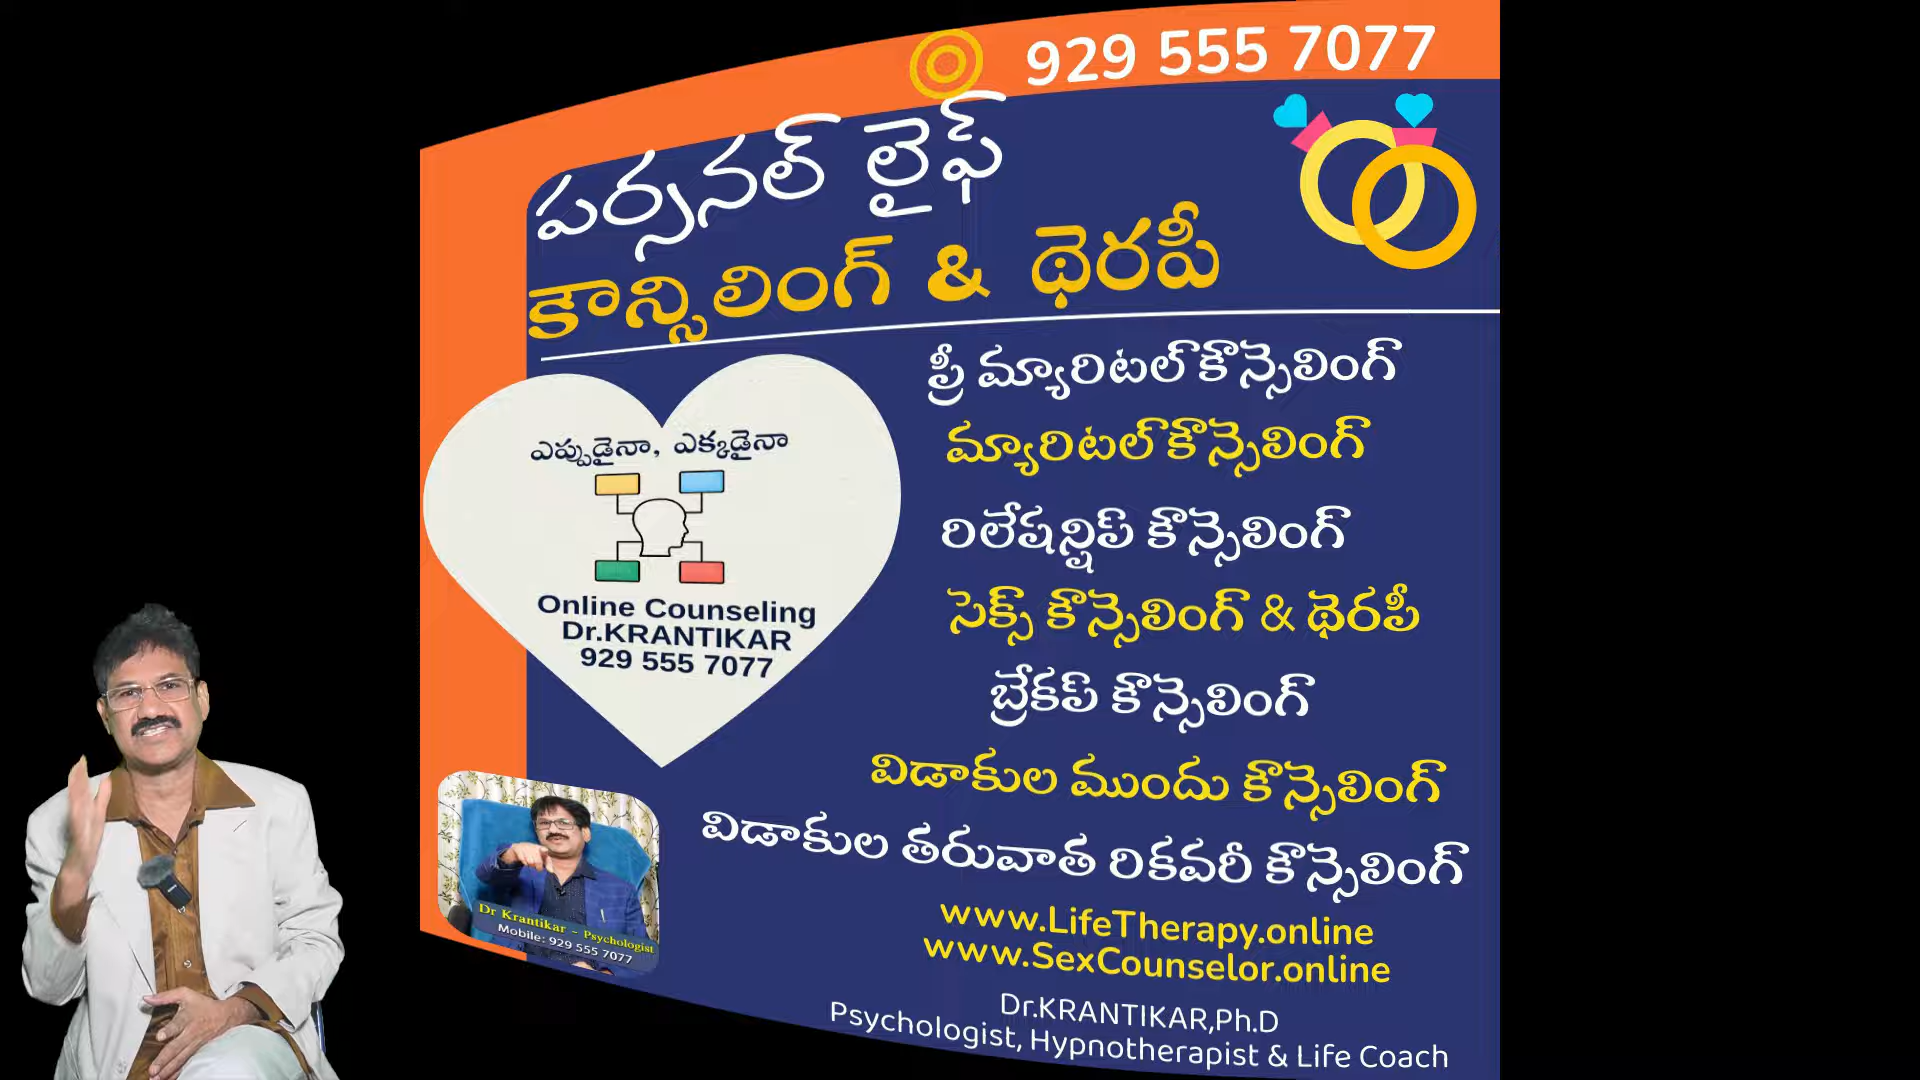 929 555 7077
పర్సనల్ లైఫ్
కౌన్సిలింగ్ & థెరపీ
ప్రీ మ్యారిటల్ కౌన్సెలింగ్
మ్యారిటల్ కౌన్సెలింగ్
రిలేషన్షిప్ కౌన్సెలింగ్
సెక్స్ కౌన్సెలింగ్ & థెరపీ
బ్రేకప్ కౌన్సెలింగ్
విడాకుల ముందు కౌన్సెలింగ్
విడాకుల తరువాత రికవరీ కౌన్సెలింగ్
ఎప్పుడైనా, ఎక్కడైనా
Online Counseling
Dr.KRANTIKAR
929 555 7077
Dr Krantikar - Psychologist
Mobile: 929 555 7077
www.LifeTherapy.online
www.SexCounselor.online
Dr.KRANTIKAR,Ph.D
Psychologist, Hypnotherapist & Life Coach